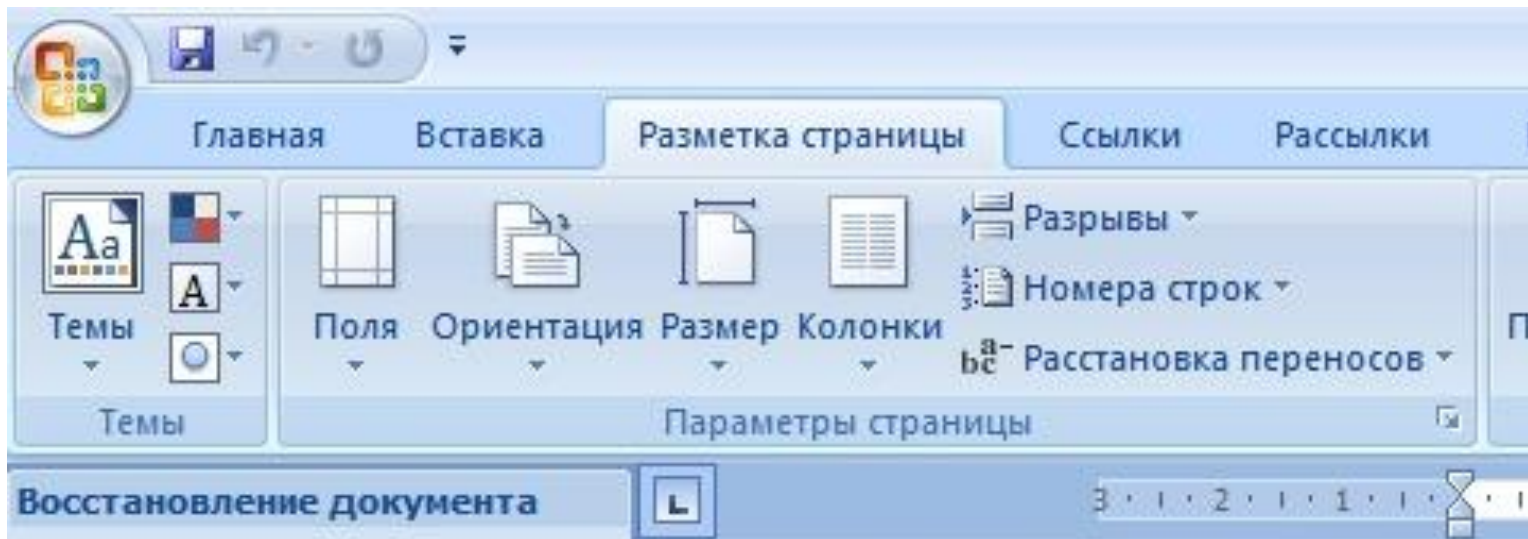 Главная Вставка Разметка страницы Ссылки Рассылки
Aa
A
Темы Поля Ориентация Размер Колонки
Разрывы
Номера строк
Расстановка переносов
Темы Параметры страницы
Восстановление документа
3 2 1